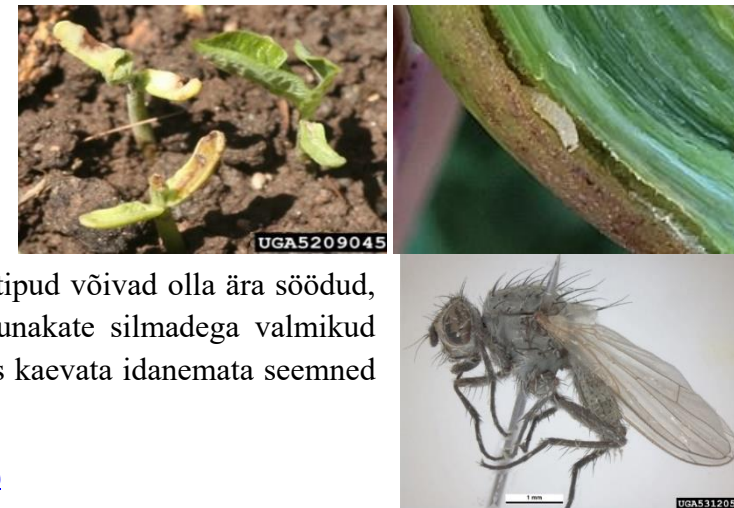 UGA5209045
tipud võivad olla ära söödud,
unakate silmadega valmikud
s kaevata idanemata seemned
1 mm
UGA531205